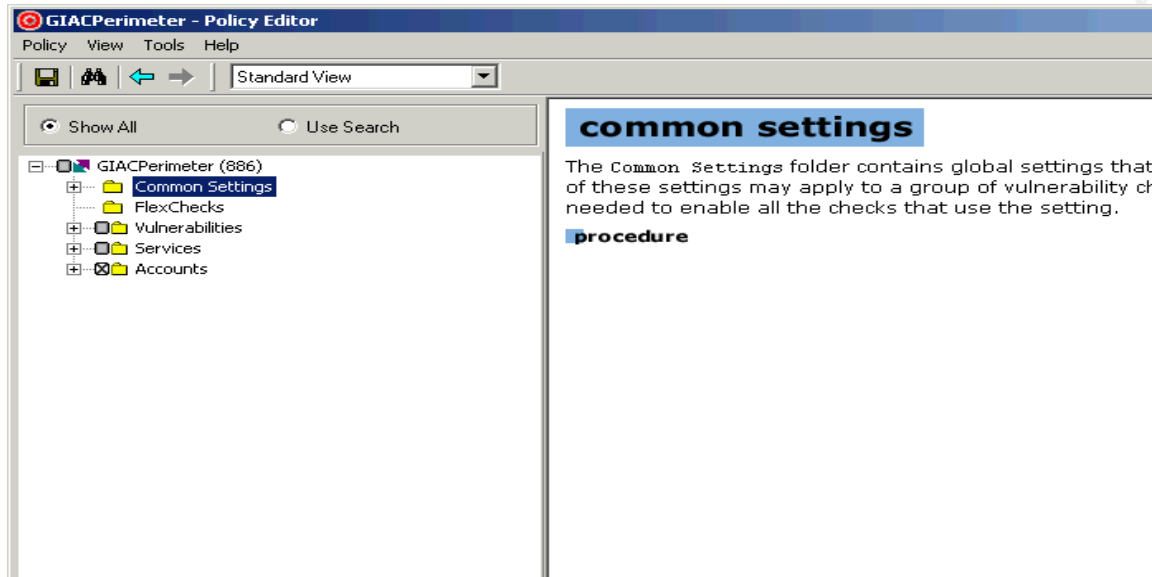 GIACPerimeter - Policy Editor
Policy View Tools Help
Standard View
Show All Use Search
GIACPerimeter (886)
Common Settings
FlexChecks
Vulnerabilities
Services
Accounts
common settings
The Common Settings folder contains global settings that
of these settings may apply to a group of vulnerability
needed to enable all the checks that use the setting.
procedure